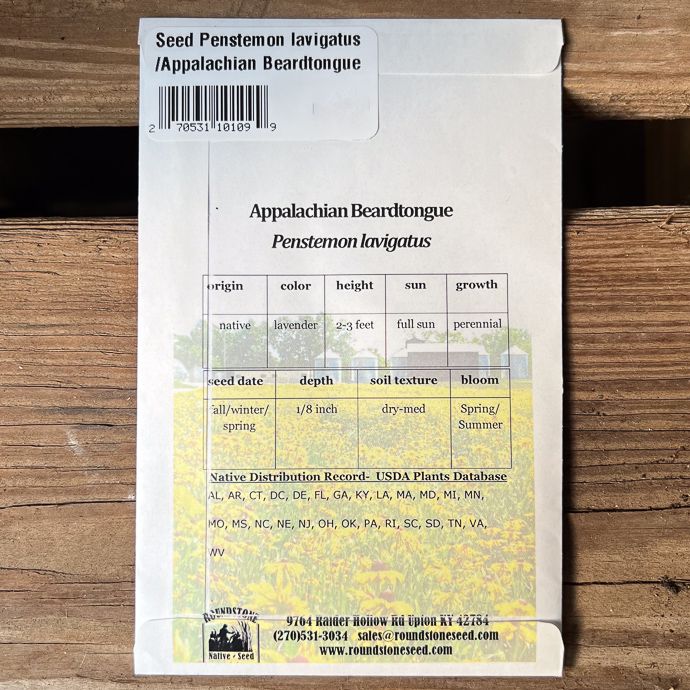 Seed Penstemon lavigatus
/Appalachian Beardtongue
2 70531 10109 9
Appalachian Beardtongue
Penstemon lavigatus
origin color height sun growth
native lavender 2-3 feet full sun perennial
seed date depth soil texture bloom
fall/winter/ 1/8 inch dry-med Spring/
spring Summer
Native Distribution Record- USDA Plants Database
AL, AR, CT, DC, DE, FL, GA, KY, LA, MA, MD, MI, MN,
MO, MS, NC, NE, NJ, OH, OK, PA, RI, SC, SD, TN, VA,
WV
ROUNDSTONE
Native - Seed
9764 Raider Hollow Rd Upton KY 42784
(270)531-3034 sales@roundstoneseed.com
www.roundstoneseed.com